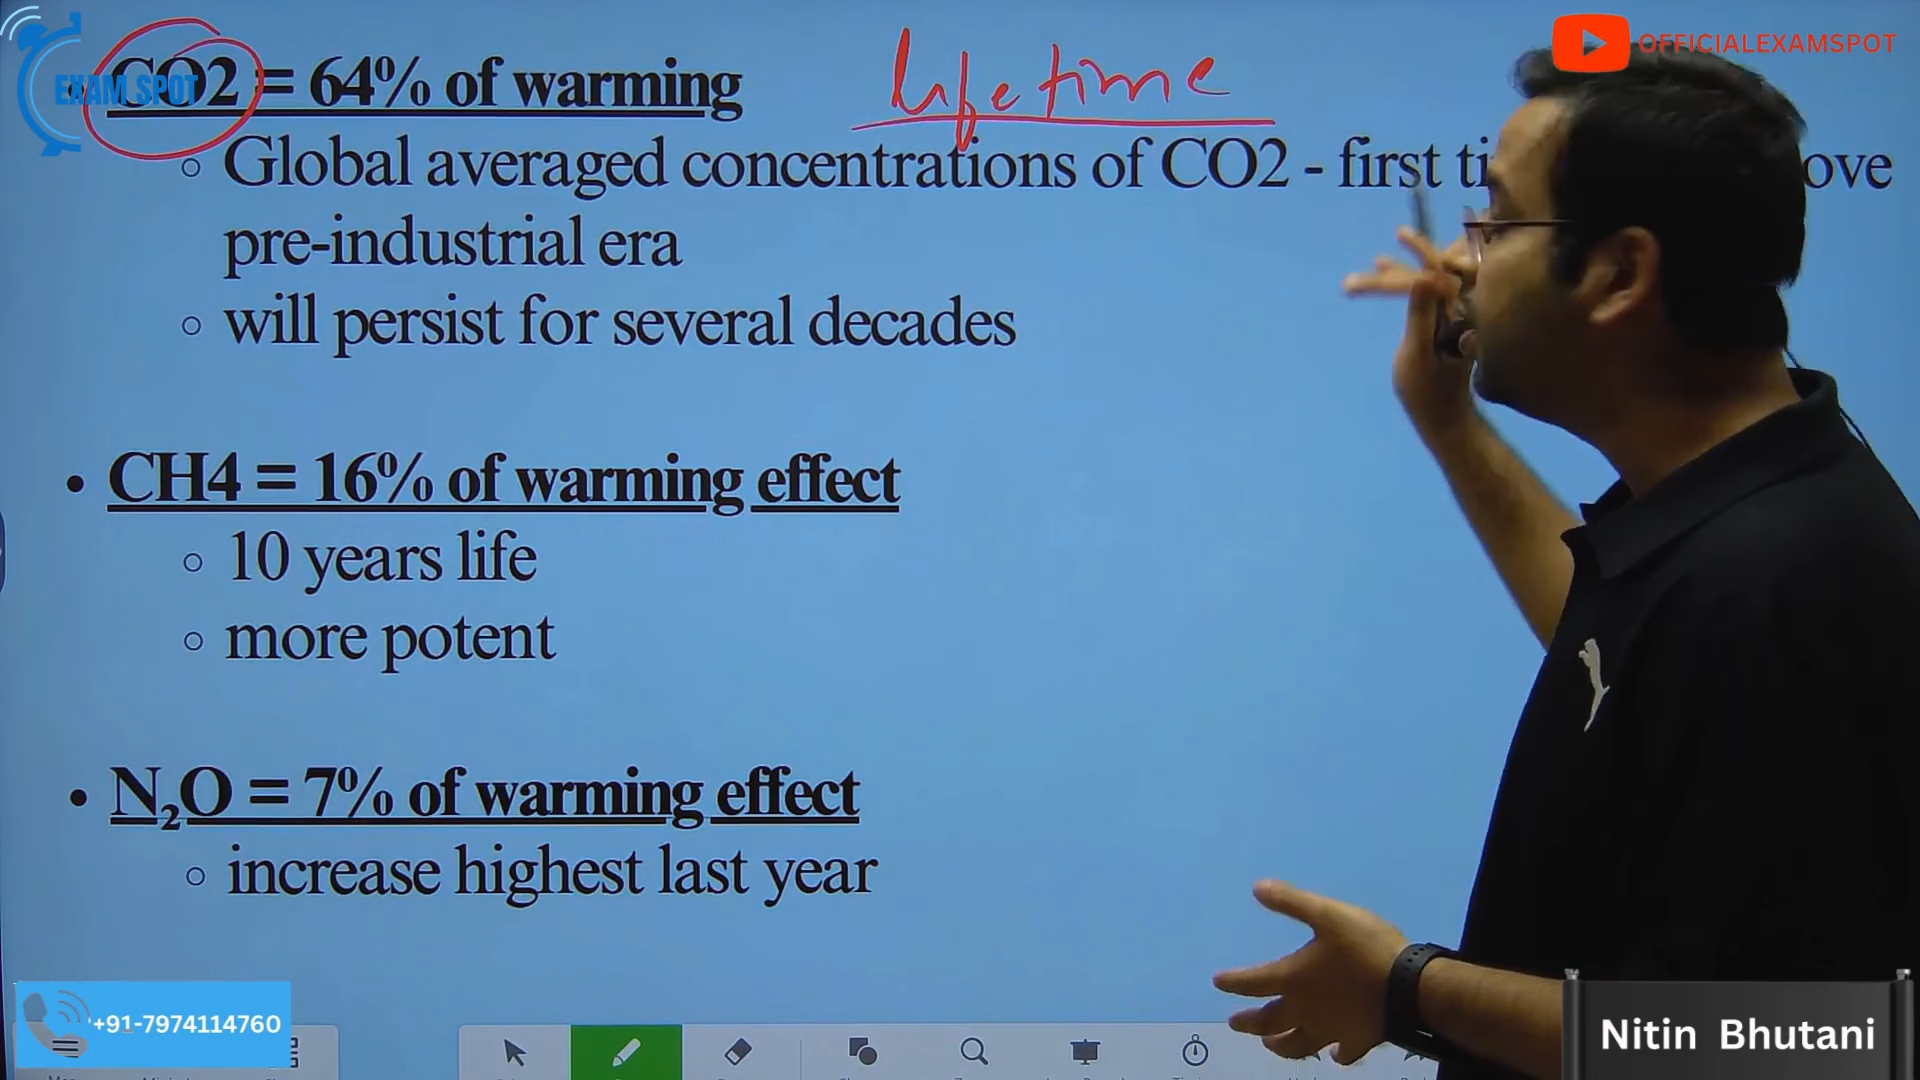 EXAM SPOT
OFFICIALEXAMSPOT
lifetime
CO2 = 64% of warming
Global averaged concentrations of CO2 - first
pre-industrial era
will persist for several decades
CH4 = 16% of warming effect
10 years life
more potent
N₂O = 7% of warming effect
increase highest last year
+91-7974114760
Nitin Bhutani